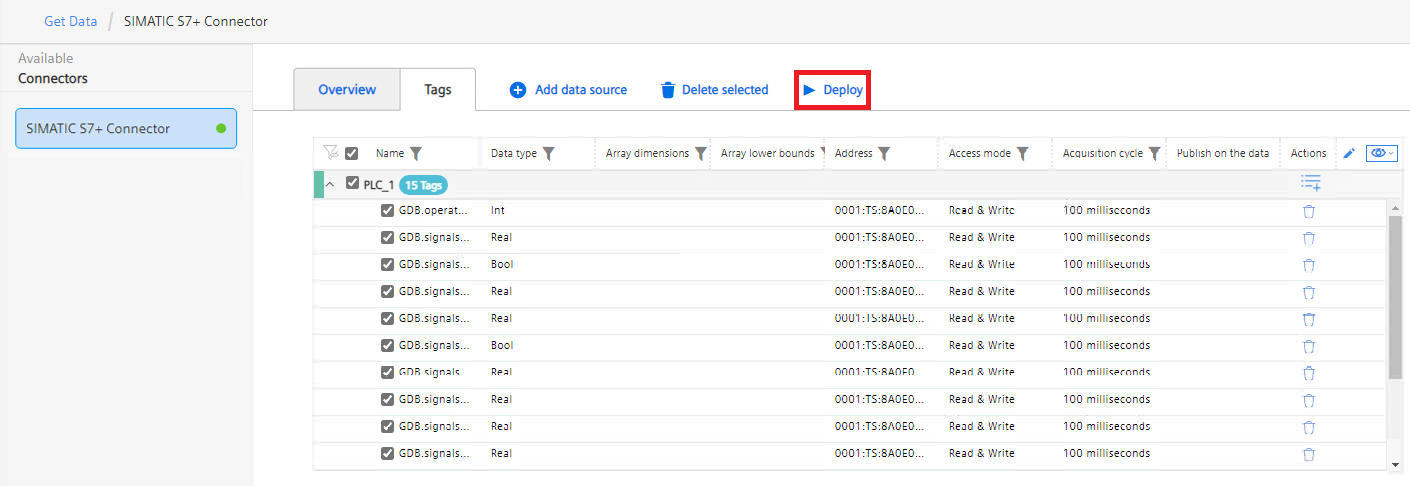 Get Data / SIMATIC S7+ Connector
Available
Connectors
SIMATIC S7+ Connector
Overview Tags Add data source Delete selected Deploy
Name Data type Array dimensions Array lower bounds Address Access mode Acquisition cycle Publish on the data Actions
PLC_1 15 Tags
GDB.operat... Int 0001:TS:8A0E0... Read & Write 100 milliseconds
GDB.signals... Real 0001:TS:8A0E0... Read & Write 100 milliseconds
GDB.signals... Bool 0001:TS:8A0E0... Read & Write 100 milliseconds
GDB.signals... Real 0001:TS:8A0E0... Read & Write 100 milliseconds
GDB.signals... Real 0001:TS:8A0E0... Read & Write 100 milliseconds
GDB.signals... Bool 0001:TS:8A0E0... Read & Write 100 milliseconds
GDB.signals... Real 0001:TS:8A0E0... Read & Write 100 milliseconds
GDB.signals... Real 0001:TS:8A0E0... Read & Write 100 milliseconds
GDB.signals... Real 0001:TS:8A0E0... Read & Write 100 milliseconds
GDB.signals... Real 0001:TS:8A0E0... Read & Write 100 milliseconds